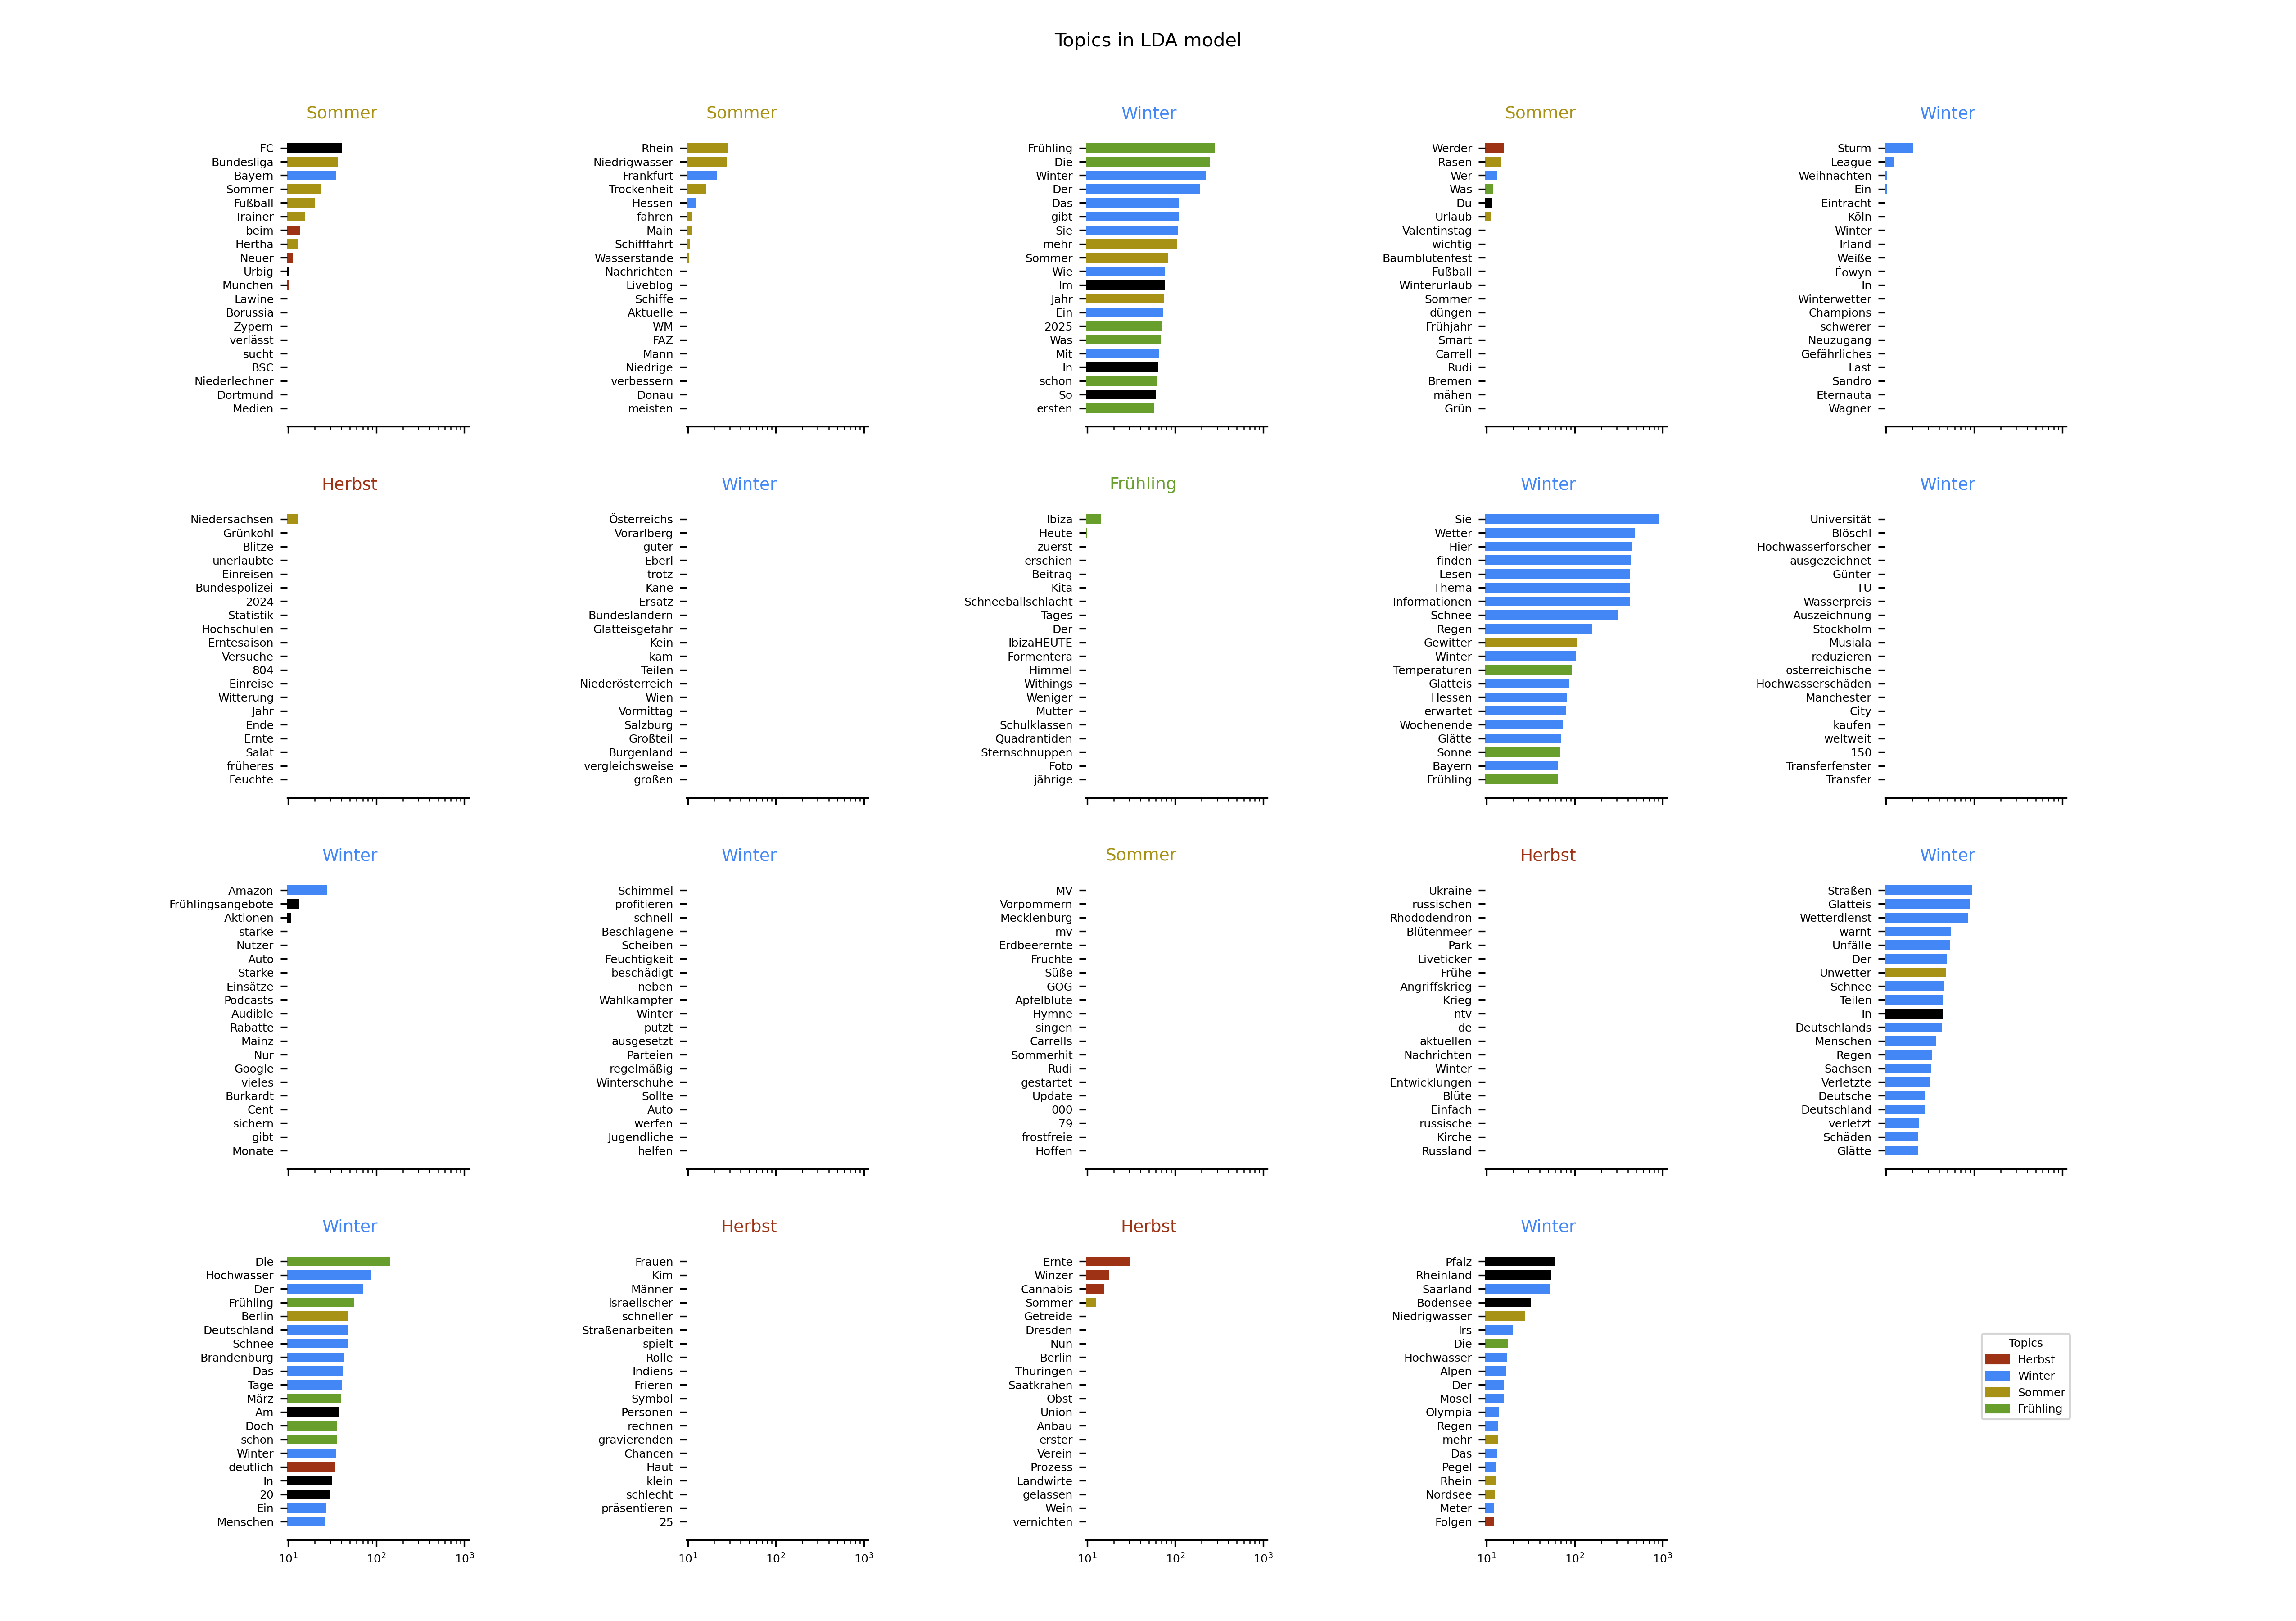 Topics in LDA model
Sommer
FC
Bundesliga
Bayern
Sommer
Fußball
Trainer
beim
Hertha
Neuer
Urbig
München
Lawine
Borussia
Zypern
verlässt
sucht
BSC
Niederlechner
Dortmund
Medien
Sommer
Rhein
Niedrigwasser
Frankfurt
Trockenheit
Hessen
fahren
Main
Schifffahrt
Wasserstände
Nachrichten
Liveblog
Schiffe
Aktuelle
WM
FAZ
Mann
Niedrige
verbessern
Donau
meisten
Winter
Frühling
Die
Winter
Der
Das
gibt
Sie
mehr
Sommer
Wie
Im
Jahr
Ein
2025
Was
Mit
In
schon
So
ersten
Sommer
Werder
Rasen
Wer
Was
Du
Urlaub
Valentinstag
wichtig
Baumblütenfest
Fußball
Winterurlaub
Sommer
düngen
Frühjahr
Smart
Carrell
Rudi
Bremen
mähen
Grün
Winter
Sturm
League
Weihnachten
Ein
Eintracht
Köln
Winter
Irland
Weiße
Éowyn
In
Winterwetter
Champions
schwerer
Neuzugang
Gefährliches
Last
Sandro
Eternauta
Wagner
Herbst
Niedersachsen
Grünkohl
Blitze
unerlaubte
Einreisen
Bundespolizei
2024
Statistik
Hochschulen
Erntesaison
Versuche
804
Einreise
Witterung
Jahr
Ende
Ernte
Salat
früheres
Feuchte
Winter
Österreichs
Vorarlberg
guter
Eberl
trotz
Kane
Ersatz
Bundesländern
Glatteisgefahr
Kein
kam
Teilen
Niederösterreich
Wien
Vormittag
Salzburg
Großteil
Burgenland
vergleichsweise
großen
Frühling
Ibiza
Heute
zuerst
erschien
Beitrag
Kita
Schneeballschlacht
Tages
Der
IbizaHEUTE
Formentera
Himmel
Withings
Weniger
Mutter
Schulklassen
Quadrantiden
Sternschnuppen
Foto
jährige
Winter
Sie
Wetter
Hier
finden
Lesen
Thema
Informationen
Schnee
Regen
Gewitter
Winter
Temperaturen
Glatteis
Hessen
erwartet
Wochenende
Glätte
Sonne
Bayern
Frühling
Winter
Universität
Blöschl
Hochwasserforscher
ausgezeichnet
Günter
TU
Wasserpreis
Auszeichnung
Stockholm
Musiala
reduzieren
österreichische
Hochwasserschäden
Manchester
City
kaufen
weltweit
150
Transferfenster
Transfer
Winter
Amazon
Frühlingsangebote
Aktionen
starke
Nutzer
Auto
Starke
Einsätze
Podcasts
Audible
Rabatte
Mainz
Nur
Google
vieles
Burkardt
Cent
sichern
gibt
Monate
Winter
Schimmel
profitieren
schnell
Beschlagene
Scheiben
Feuchtigkeit
beschädigt
neben
Wahlkämpfer
Winter
putzt
ausgesetzt
Parteien
regelmäßig
Winterschuhe
Sollte
Auto
werfen
Jugendliche
helfen
Sommer
MV
Vorpommern
Mecklenburg
mv
Erdbeerernte
Früchte
Süße
GOG
Apfelblüte
Hymne
singen
Carrells
Sommerhit
Rudi
gestartet
Update
000
79
frostfreie
Hoffen
Herbst
Ukraine
russischen
Rhododendron
Blütenmeer
Park
Liveticker
Frühe
Angriffskrieg
Krieg
ntv
de
aktuellen
Nachrichten
Winter
Entwicklungen
Blüte
Einfach
russische
Kirche
Russland
Winter
Straßen
Glatteis
Wetterdienst
warnt
Unfälle
Der
Unwetter
Schnee
Teilen
In
Deutschlands
Menschen
Regen
Sachsen
Verletzte
Deutsche
Deutschland
verletzt
Schäden
Glätte
Winter
Die
Hochwasser
Der
Frühling
Berlin
Deutschland
Schnee
Brandenburg
Das
Tage
März
Am
Doch
schon
Winter
deutlich
In
20
Ein
Menschen
10¹ 10² 10³
Herbst
Frauen
Kim
Männer
israelischer
schneller
Straßenarbeiten
spielt
Rolle
Indiens
Frieren
Symbol
Personen
rechnen
gravierenden
Chancen
Haut
klein
schlecht
präsentieren
25
10¹ 10² 10³
Herbst
Ernte
Winzer
Cannabis
Sommer
Getreide
Dresden
Nun
Berlin
Thüringen
Saatkrähen
Obst
Union
Anbau
erster
Verein
Prozess
Landwirte
gelassen
Wein
vernichten
10¹ 10² 10³
Winter
Pfalz
Rheinland
Saarland
Bodensee
Niedrigwasser
Irs
Die
Hochwasser
Alpen
Der
Mosel
Olympia
Regen
mehr
Das
Pegel
Rhein
Nordsee
Meter
Folgen
10¹ 10² 10³
Topics
Herbst
Winter
Sommer
Frühling